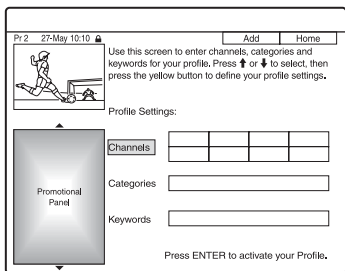 Pr 2 27-May 10:10
Add Home
Use this screen to enter channels, categories and
keywords for your profile. Press ↑ or ↓ to select, then
press the yellow button to define your profile settings.
Profile Settings:
Channels
Categories
Keywords
Promotional
Panel
Press ENTER to activate your Profile.